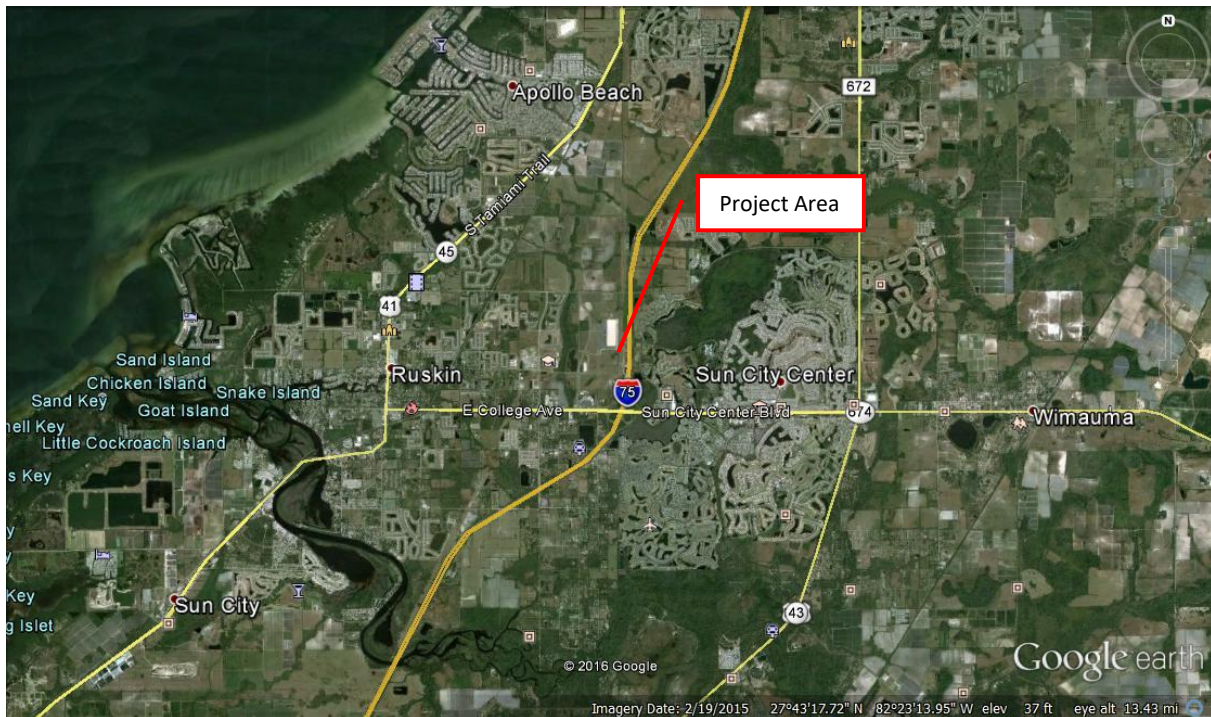 N
Apollo Beach
672
S Tamiami Trail
Project Area
45
41
Sand Island
Chicken Island
Snake Island
Sand Key
Goat Island
Ruskin
Sun City Center
75
E College Ave
Sun City Center Blvd
674
Wimauma
Little Cockroach Island
s Key
Key
Sun City
g Islet
43
© 2016 Google
Google earth
Imagery Date: 2/19/2015 27°43'17.72" N 82°23'13.95" W elev 37 ft eye alt 13.43 mi